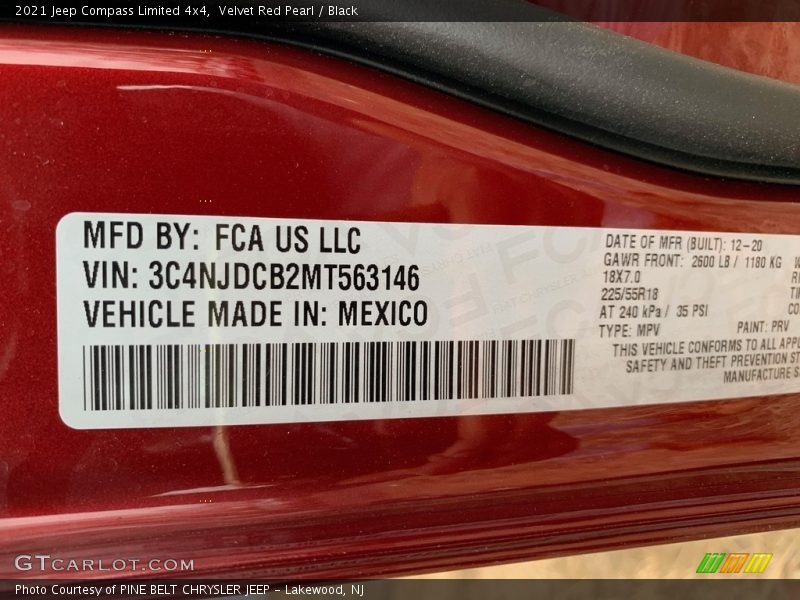 2021 Jeep Compass Limited 4x4,  Velvet Red Pearl / Black
MFD BY: FCA US LLC
VIN: 3C4NJDCB2MT563146
VEHICLE MADE IN: MEXICO
DATE OF MFR (BUILT): 12-20
GAWR FRONT: 2600 LB / 1180 KG
18X7.0
225/55R18
AT 240 kPa / 35 PSI
TYPE: MPV PAINT: PRV
THIS VEHICLE CONFORMS TO ALL
SAFETY AND THEFT PREVENTION
MANUFACTURE
GTCARLOT.COM
Photo Courtesy of PINE BELT CHRYSLER JEEP - Lakewood, NJ